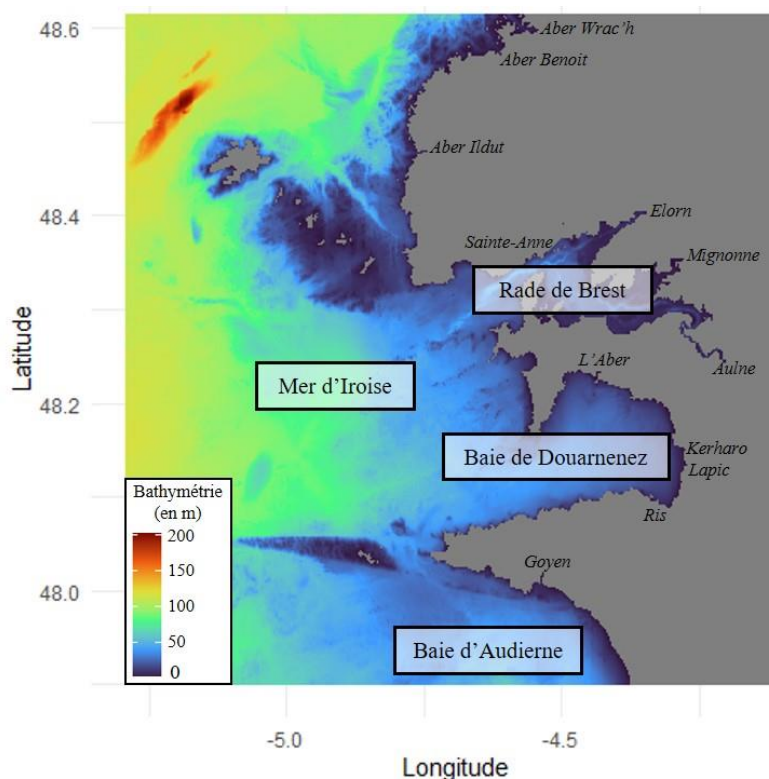 48.6
48.4
48.2
48.0
Latitude
Aber Wrac'h
Aber Benoit
Aber Ildut
Elorn
Sainte-Anne
Mignonne
Rade de Brest
Aulne
L'Aber
Mer d'Iroise
Baie de Douarnenez
Kerharo
Lapic
Ris
Goyen
Baie d'Audierne
Bathymétrie
(en m)
200
150
100
50
0
-5.0
-4.5
Longitude